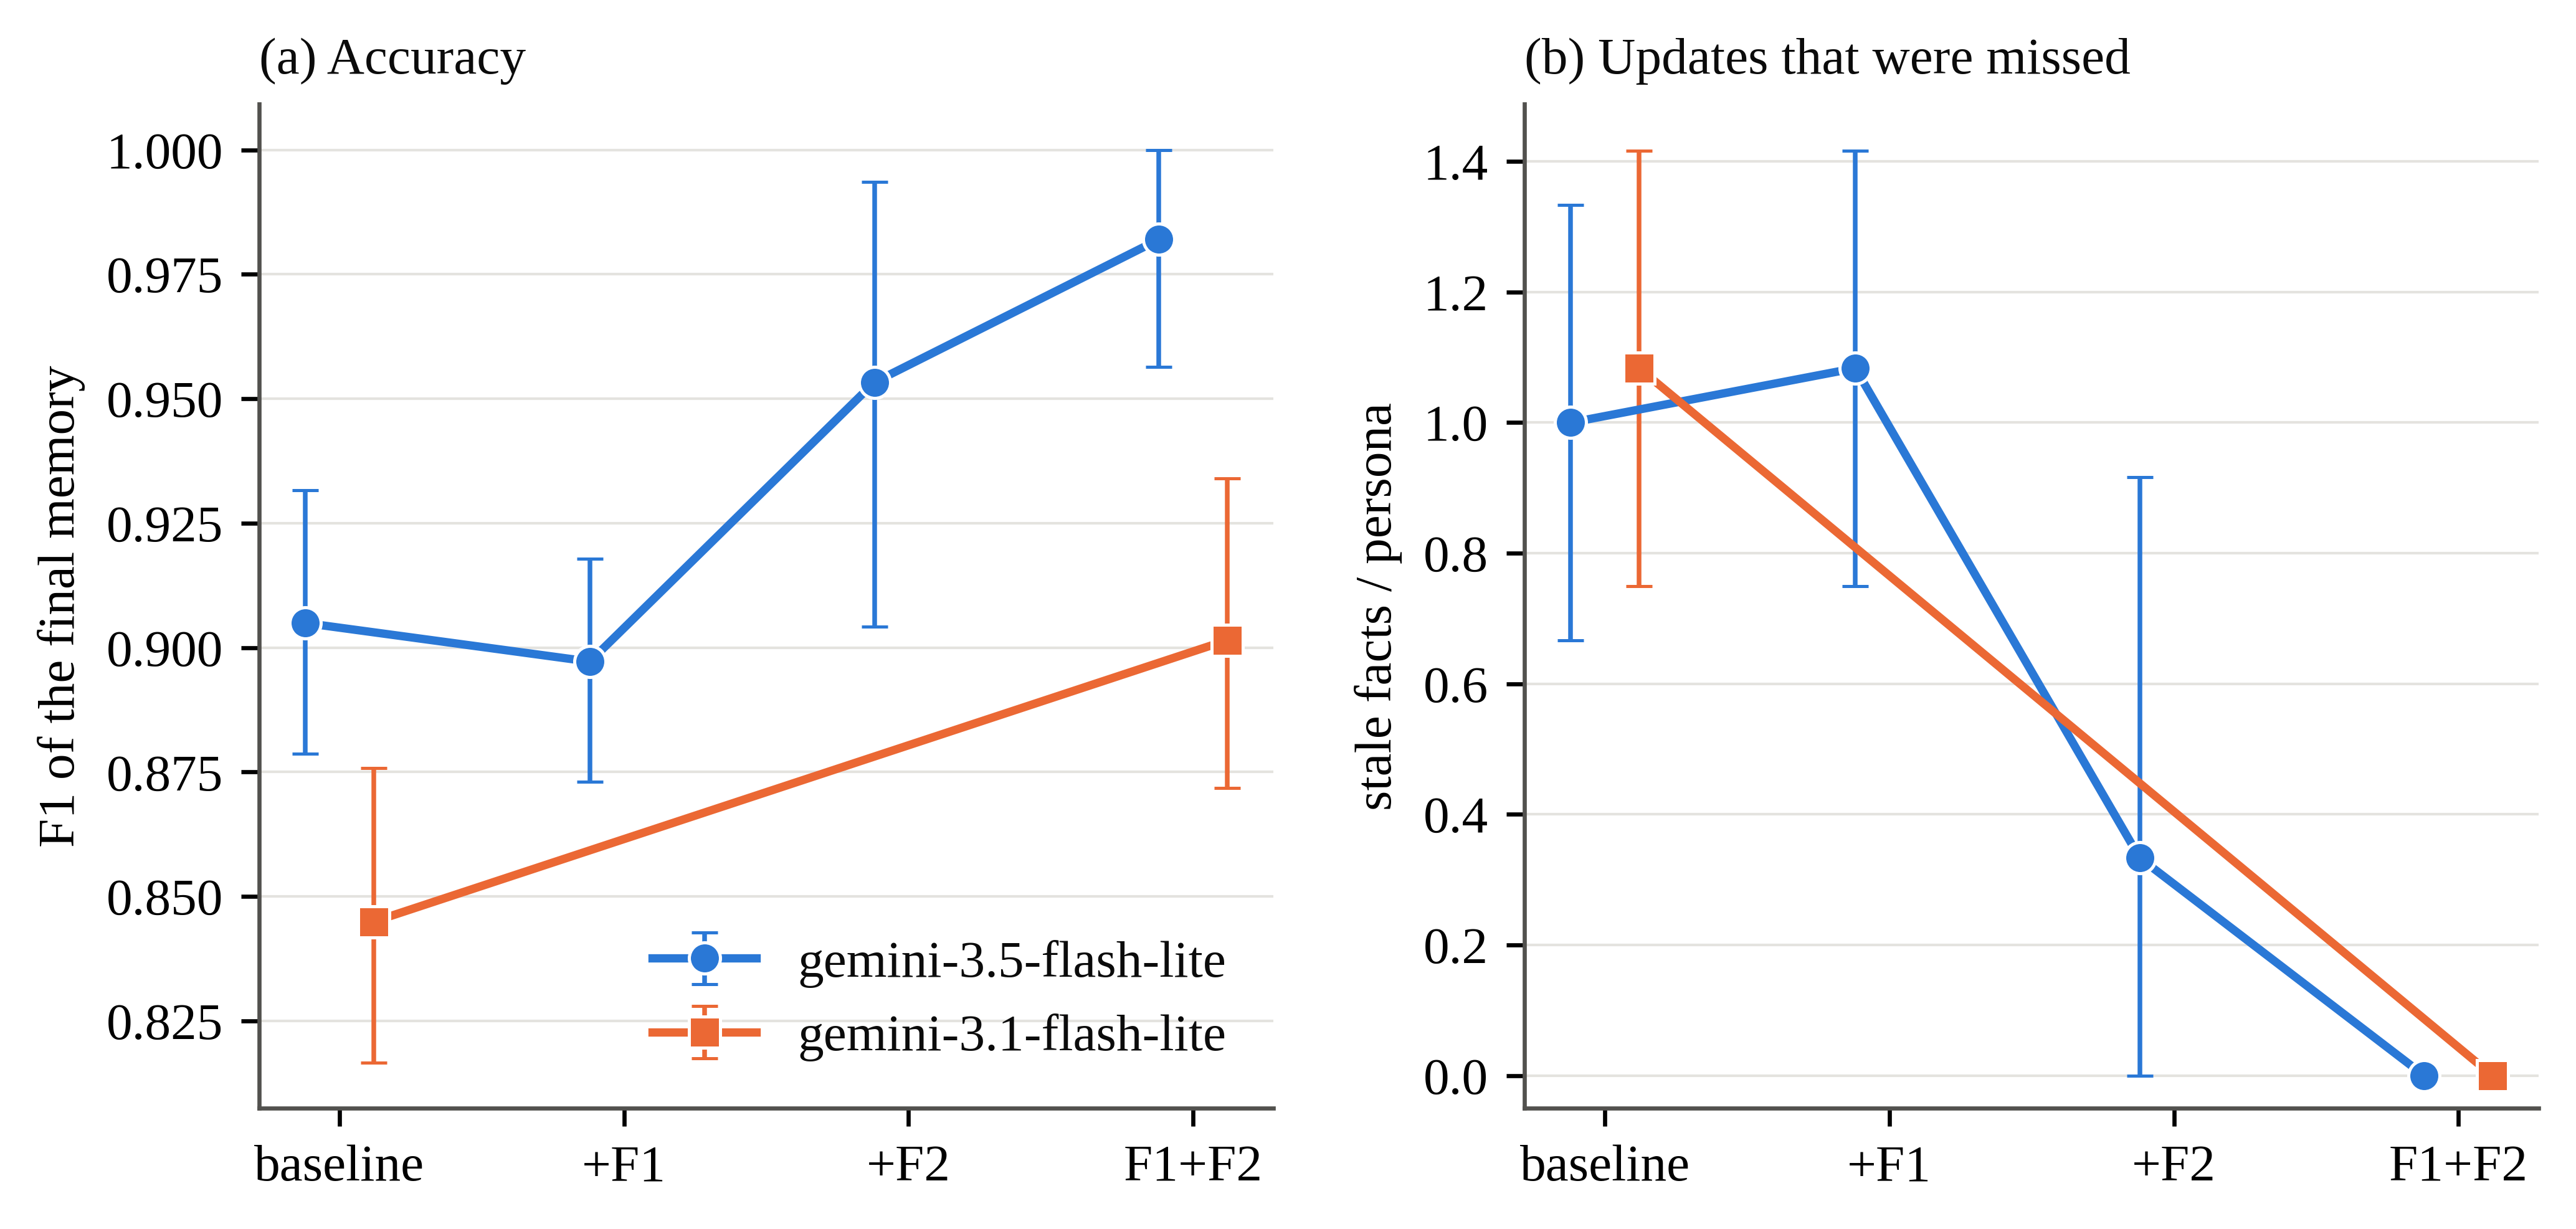 (a) Accuracy
F1 of the final memory
1.000
0.975
0.950
0.925
0.900
0.875
0.850
0.825
baseline
+F1
+F2
F1+F2
gemini-3.5-flash-lite
gemini-3.1-flash-lite
(b) Updates that were missed
stale facts / persona
1.4
1.2
1.0
0.8
0.6
0.4
0.2
0.0
baseline
+F1
+F2
F1+F2